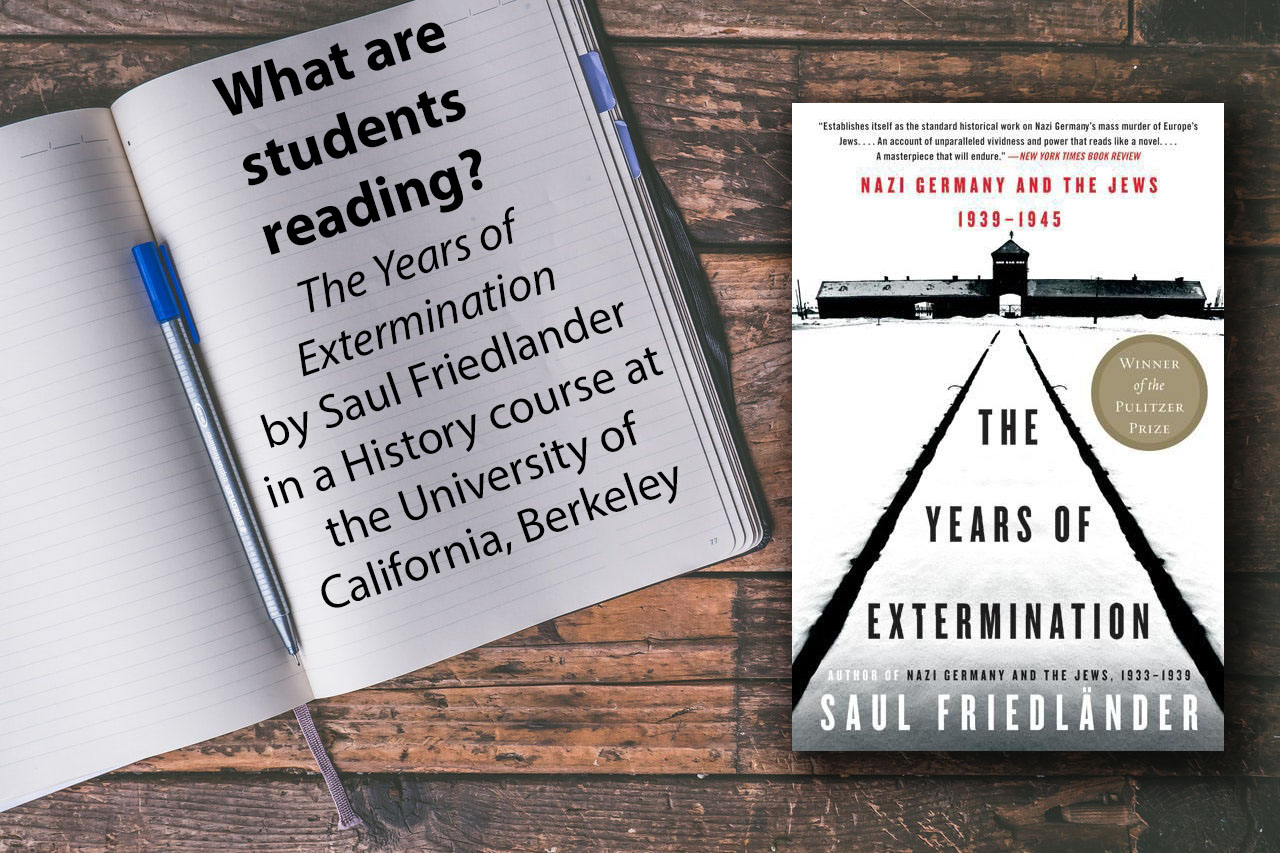 What are
students
reading?
The Years of
Extermination
by Saul Friedlander
in a History course at
the University of
California, Berkeley
77
“Establishes itself as the standard historical work on Nazi Germany’s mass murder of Europe’s
Jews. . . . An account of unparalleled vividness and power that reads like a novel. . . .
A masterpiece that will endure.” —NEW YORK TIMES BOOK REVIEW
NAZI GERMANY AND THE JEWS
1939–1945
WINNER
of the
PULITZER
PRIZE
THE
YEARS OF
EXTERMINATION
AUTHOR OF NAZI GERMANY AND THE JEWS, 1933–1939
SAUL FRIEDLÄNDER